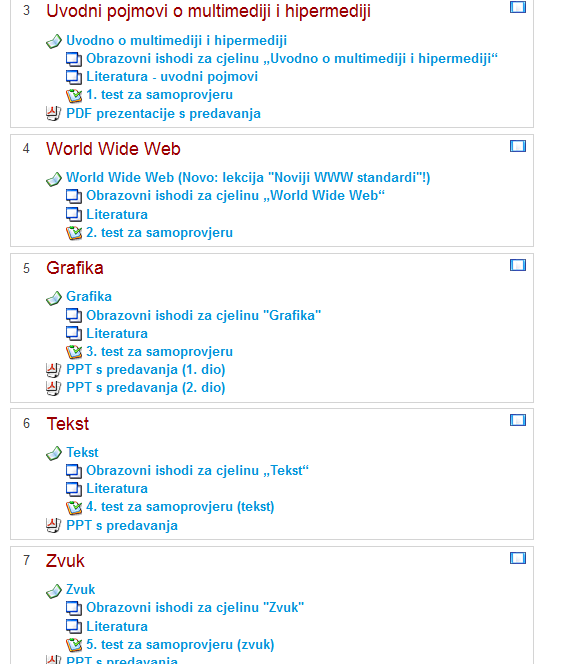 3 Uvodni pojmovi o multimediji i hipermediji
Uvodno o multimediji i hipermediji
Obrazovni ishodi za cjelinu „Uvodno o multimediji i hipermediji“
Literatura - uvodni pojmovi
1. test za samoprovjeru
PDF prezentacije s predavanja
4 World Wide Web
World Wide Web (Novo: lekcija "Noviji WWW standardi"!)
Obrazovni ishodi za cjelinu „World Wide Web“
Literatura
2. test za samoprovjeru
5 Grafika
Grafika
Obrazovni ishodi za cjelinu "Grafika"
Literatura
3. test za samoprovjeru
PPT s predavanja (1. dio)
PPT s predavanja (2. dio)
6 Tekst
Tekst
Obrazovni ishodi za cjelinu „Tekst“
Literatura
4. test za samoprovjeru (tekst)
PPT s predavanja
7 Zvuk
Zvuk
Obrazovni ishodi za cjelinu "Zvuk"
Literatura
5. test za samoprovjeru (zvuk)
PPT s predavanja